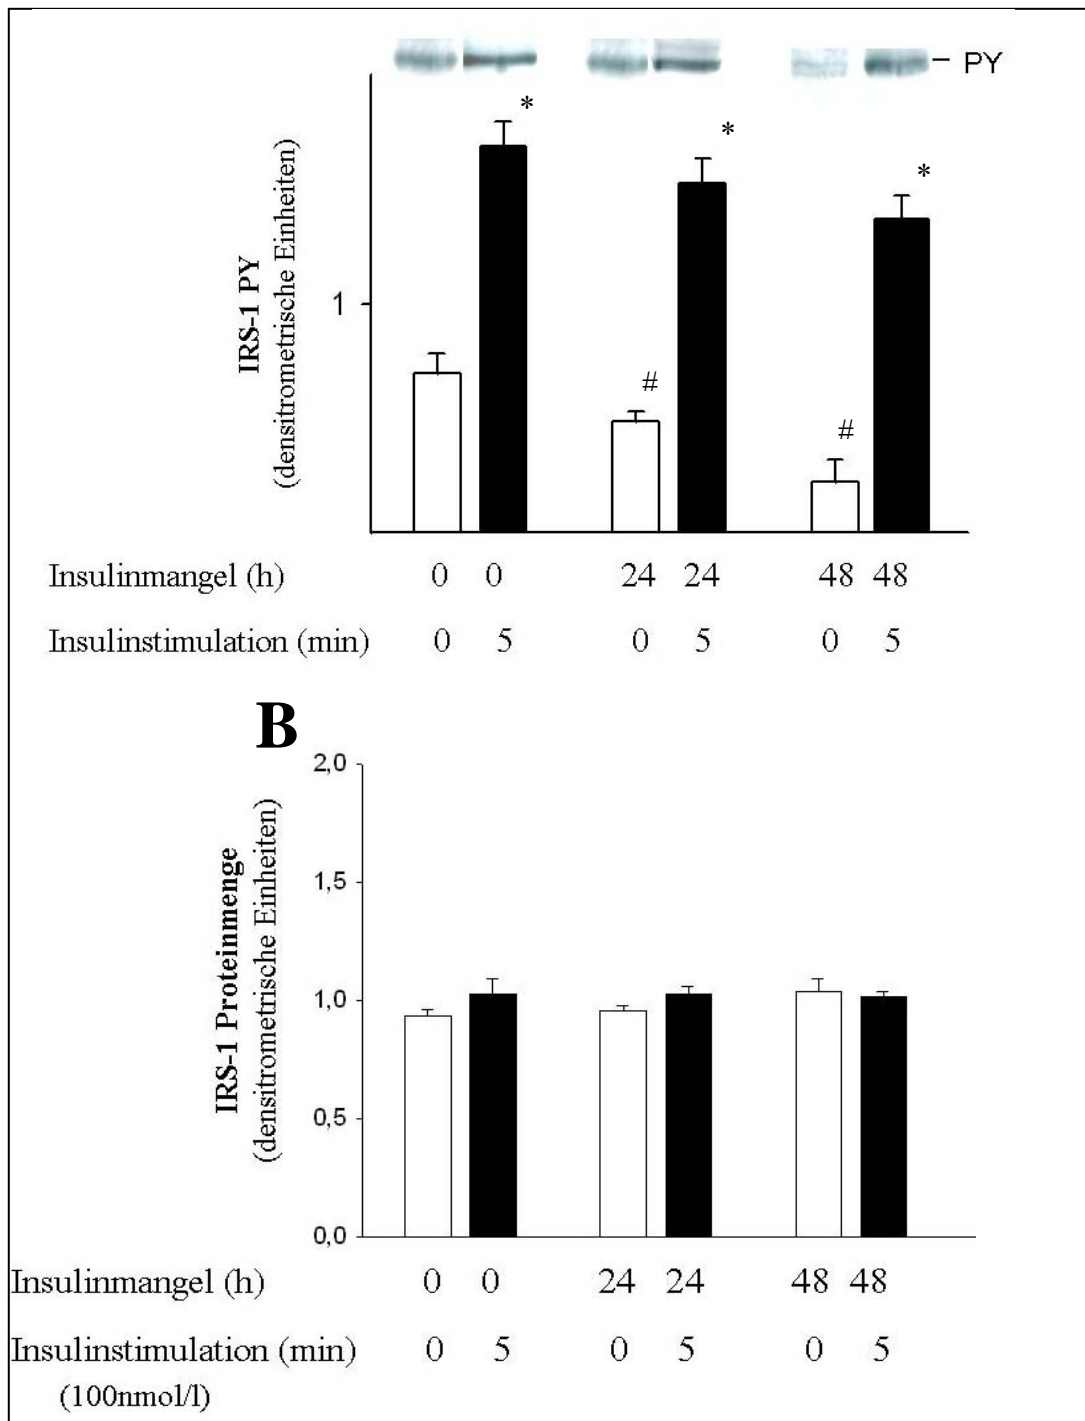 – PY
*
*
*
IRS-1 PY
(densitrometrische Einheiten)
1
#
#
Insulinmangel (h) 0 0 24 24 48 48
Insulinstimulation (min) 0 5 0 5 0 5
B
IRS-1 Proteinmenge
(densitrometrische Einheiten)
2,0
1,5
1,0
0,5
0,0
Insulinmangel (h) 0 0 24 24 48 48
Insulinstimulation (min) 0 5 0 5 0 5
(100nmol/l)